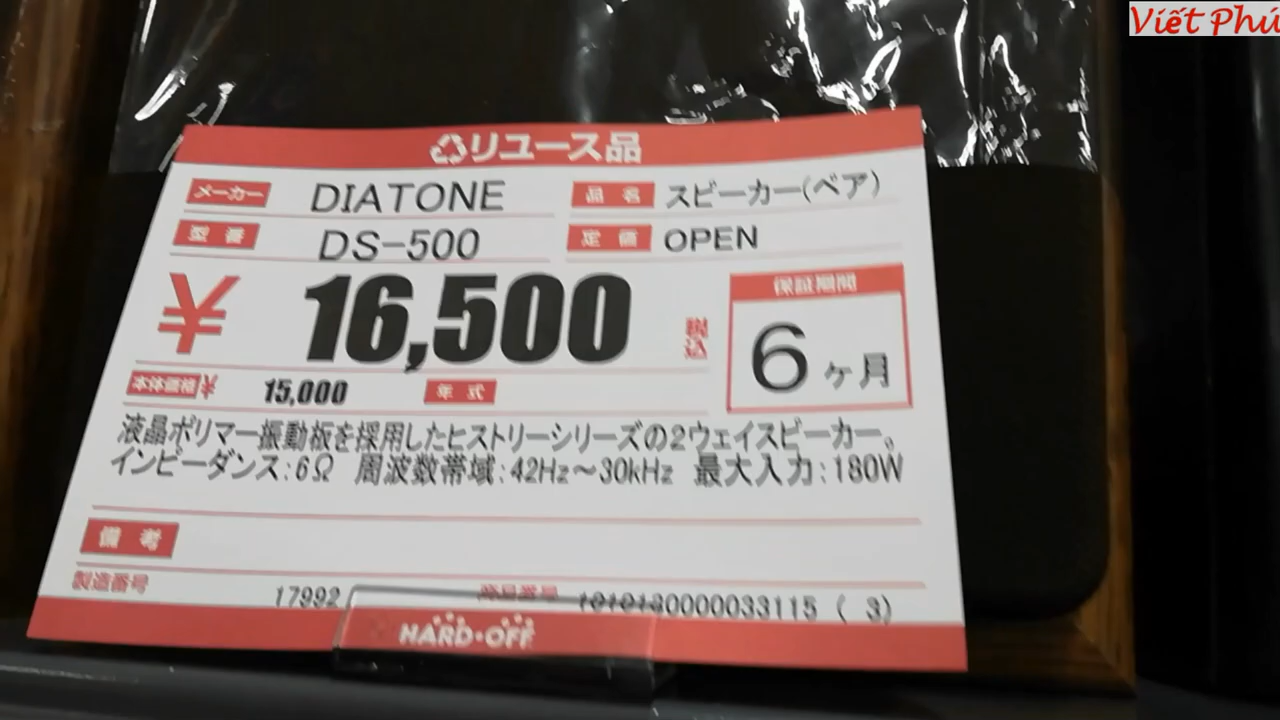 Viết Phú
リユース品
メーカー DIATONE 品名 スピーカー(ペア)
型番 DS-500 定価 OPEN
¥ 16,500 税込
保証期間
6ヶ月
本体価格¥ 15,000 年式
液晶ポリマー振動板を採用したヒストリーシリーズの2ウェイスピーカー。
インピーダンス:6Ω 周波数帯域:42Hz～30kHz 最大入力:180W
備考
製造番号 17992 商品番号 1010130000033115 ( 3)
HARD・OFF